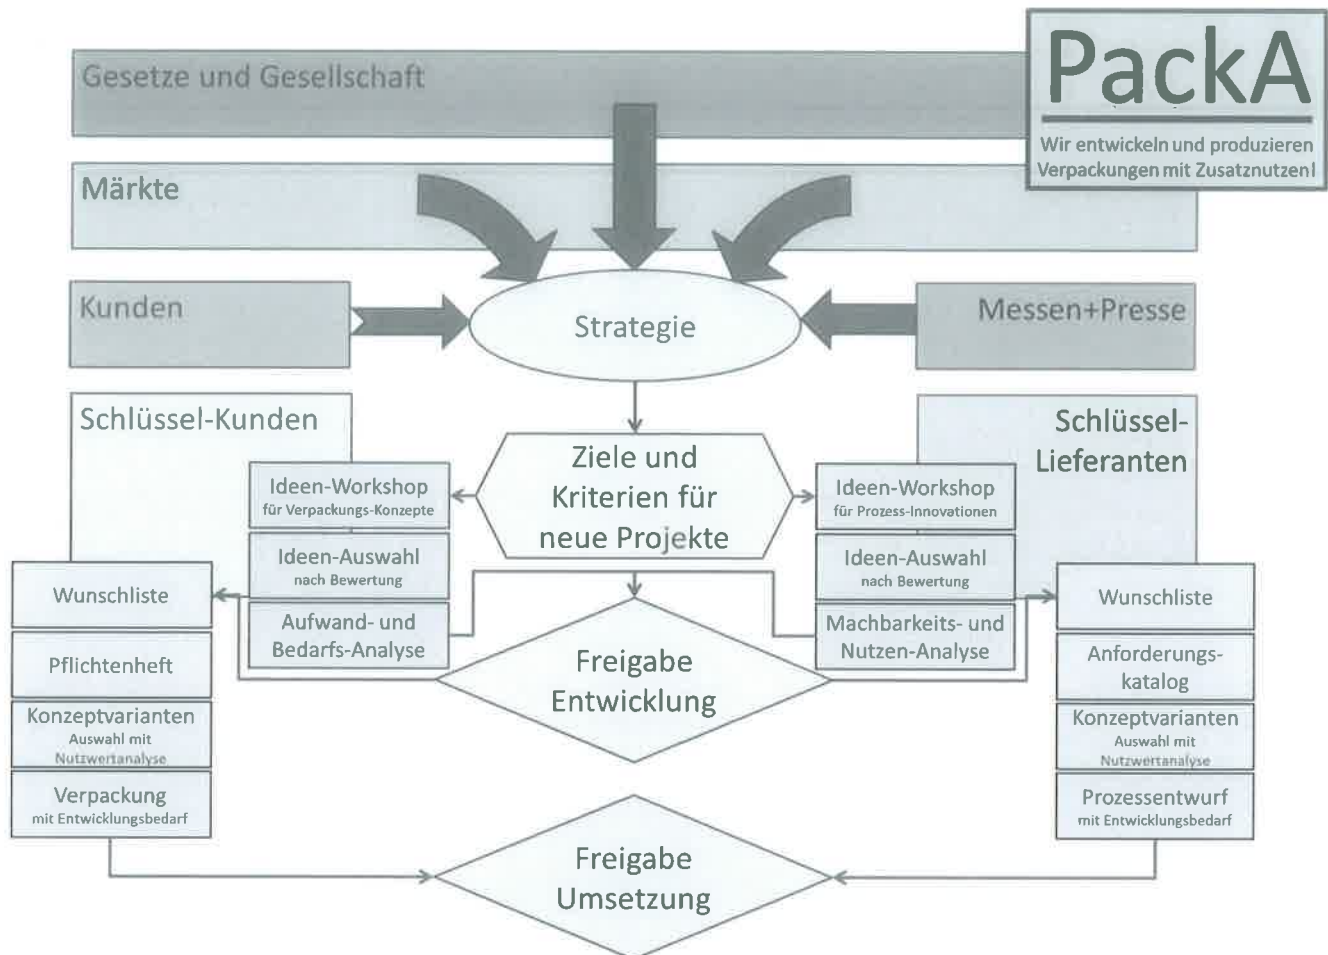 Gesetze und Gesellschaft
PackA
Wir entwickeln und produzieren
Verpackungen mit Zusatznutzen!
Märkte
Kunden
Strategie
Messen+Presse
Schlüssel-Kunden
Ziele und
Kriterien für
neue Projekte
Schlüssel-
Lieferanten
Ideen-Workshop
für Verpackungs-Konzepte
Ideen-Auswahl
nach Bewertung
Aufwand- und
Bedarfs-Analyse
Ideen-Workshop
für Prozess-Innovationen
Ideen-Auswahl
nach Bewertung
Machbarkeits- und
Nutzen-Analyse
Wunschliste
Pflichtenheft
Konzeptvarianten
Auswahl mit
Nutzwertanalyse
Verpackung
mit Entwicklungsbedarf
Freigabe
Entwicklung
Wunschliste
Anforderungs-
katalog
Konzeptvarianten
Auswahl mit
Nutzwertanalyse
Prozessentwurf
mit Entwicklungsbedarf
Freigabe
Umsetzung